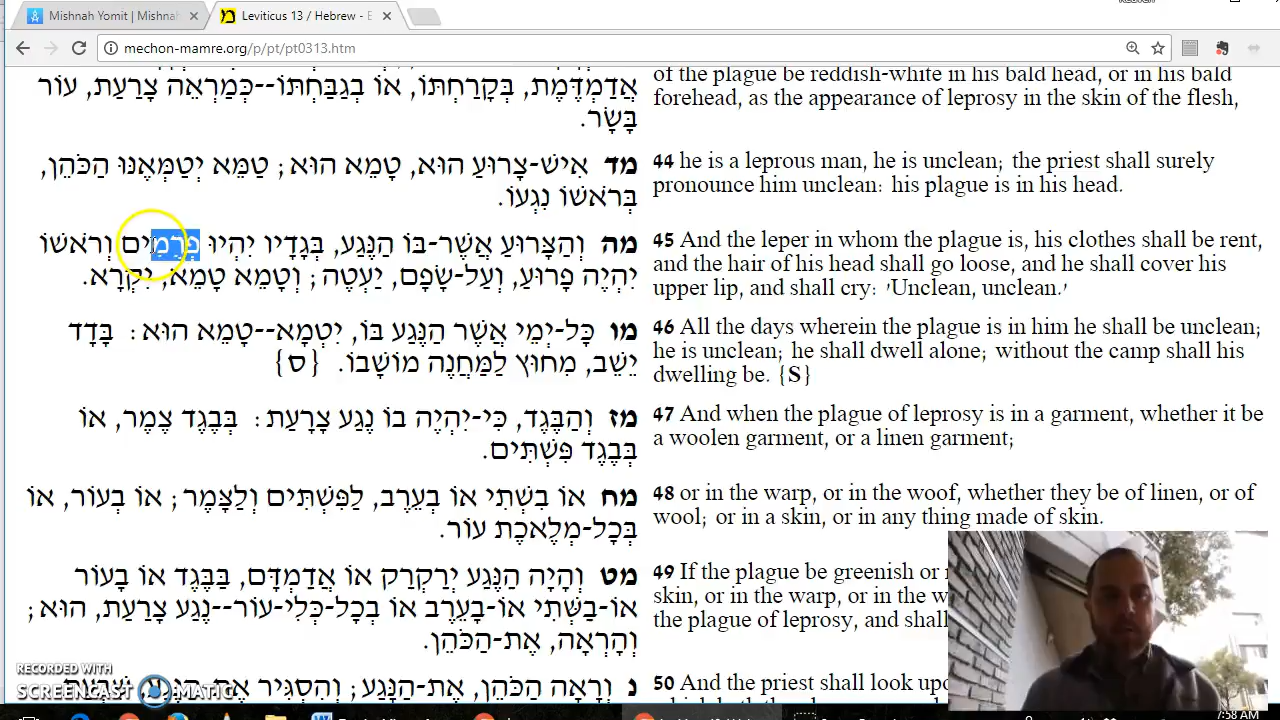 Mishnah Yomit | Mishnah
Leviticus 13 / Hebrew - E
mechon-mamre.org/p/pt/pt0313.htm
אֲדַמְדֶּמֶת, בְּקָרַחְתּוֹ, אוֹ בְגַבַּחְתּוֹ--כְּמַרְאֵה צָרַעַת, עוֹר
בָּשָׂר.
מד אִישׁ-צָרוּעַ הוּא, טָמֵא הוּא; טַמֵּא יְטַמְּאֶנּוּ הַכֹּהֵן,
בְּרֹאשׁוֹ נִגְעוֹ.
מה וְהַצָּרוּעַ אֲשֶׁר-בּוֹ הַנֶּגַע, בְּגָדָיו יִהְיוּ פְרֻמִים וְרֹאשׁוֹ
יִהְיֶה פָרוּעַ, וְעַל-שָׂפָם, יַעְטֶה; וְטָמֵא טָמֵא, יִקְרָא.
מו כָּל-יְמֵי אֲשֶׁר הַנֶּגַע בּוֹ, יִטְמָא--טָמֵא הוּא: בָּדָד
יֵשֵׁב, מִחוּץ לַמַּחֲנֶה מוֹשָׁבוֹ. {ס}
מז וְהַבֶּגֶד, כִּי-יִהְיֶה בוֹ נֶגַע צָרָעַת: בְּבֶגֶד צֶמֶר, אוֹ
בְּבֶגֶד פִּשְׁתִּים.
מח אוֹ בִשְׁתִי אוֹ בְעֵרֶב, לַפִּשְׁתִּים וְלַצָּמֶר; אוֹ בְעוֹר, אוֹ
בְּכָל-מְלֶאכֶת עוֹר.
מט וְהָיָה הַנֶּגַע יְרַקְרַק אוֹ אֲדַמְדָּם, בַּבֶּגֶד אוֹ בָעוֹר
אוֹ-בַשְּׁתִי אוֹ-בָעֵרֶב אוֹ בְכָל-כְּלִי-עוֹר--נֶגַע צָרַעַת, הוּא;
וְהָרְאָה, אֶת-הַכֹּהֵן.
נ וְרָאָה הַכֹּהֵן, אֶת-הַנָּגַע; וְהִסְגִּיר אֶת-הַנֶּגַע, שִׁבְעַת
of the plague be reddish-white in his bald head, or in his bald
forehead, as the appearance of leprosy in the skin of the flesh,
44 he is a leprous man, he is unclean; the priest shall surely
pronounce him unclean: his plague is in his head.
45 And the leper in whom the plague is, his clothes shall be rent,
and the hair of his head shall go loose, and he shall cover his
upper lip, and shall cry: 'Unclean, unclean.'
46 All the days wherein the plague is in him he shall be unclean;
he is unclean; he shall dwell alone; without the camp shall his
dwelling be. {S}
47 And when the plague of leprosy is in a garment, whether it be
a woolen garment, or a linen garment;
48 or in the warp, or in the woof, whether they be of linen, or of
wool; or in a skin, or in any thing made of skin.
49 If the plague be greenish or
skin, or in the warp, or in the w
the plague of leprosy, and shall
50 And the priest shall look upo
RECORDED WITH
SCREENCAST MATIC
7:58 AM